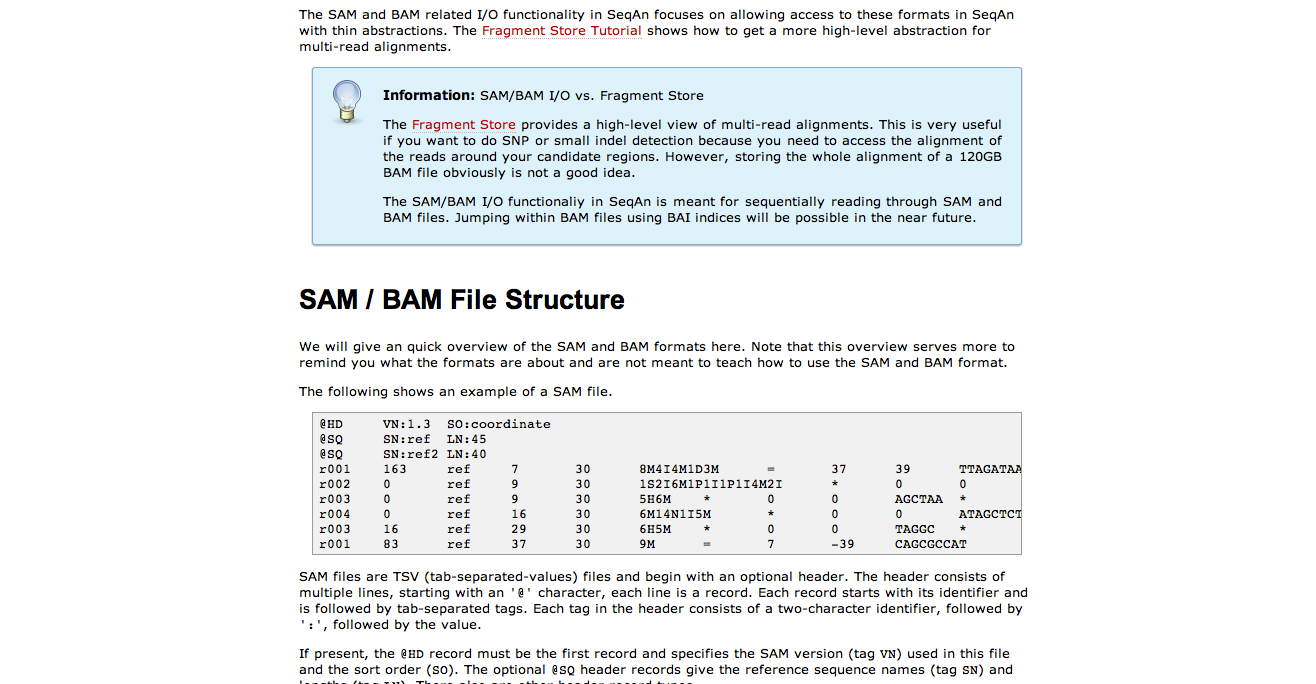 The SAM and BAM related I/O functionality in SeqAn focuses on allowing access to these formats in SeqAn
with thin abstractions. The Fragment Store Tutorial shows how to get a more high-level abstraction for
multi-read alignments.
Information: SAM/BAM I/O vs. Fragment Store
The Fragment Store provides a high-level view of multi-read alignments. This is very useful
if you want to do SNP or small indel detection because you need to access the alignment of
the reads around your candidate regions. However, storing the whole alignment of a 120GB
BAM file obviously is not a good idea.
The SAM/BAM I/O functionaliy in SeqAn is meant for sequentially reading through SAM and
BAM files. Jumping within BAM files using BAI indices will be possible in the near future.
SAM / BAM File Structure
We will give an quick overview of the SAM and BAM formats here. Note that this overview serves more to
remind you what the formats are about and are not meant to teach how to use the SAM and BAM format.
The following shows an example of a SAM file.
@HD VN:1.3 SO:coordinate
@SQ SN:ref LN:45
@SQ SN:ref2 LN:40
r001 163 ref 7 30 8M4I4M1D3M = 37 39 TTAGATAA
r002 0 ref 9 30 1S2I6M1P1I1P1I4M2I * 0 0
r003 0 ref 9 30 5H6M * 0 0 AGCTAA *
r004 0 ref 16 30 6M14N1I5M * 0 0 ATAGCTCT
r003 16 ref 29 30 6H5M * 0 0 TAGGC *
r001 83 ref 37 30 9M = 7 -39 CAGCGCCAT
SAM files are TSV (tab-separated-values) files and begin with an optional header. The header consists of
multiple lines, starting with an '@' character, each line is a record. Each record starts with its identifier and
is followed by tab-separated tags. Each tag in the header consists of a two-character identifier, followed by
':', followed by the value.
If present, the @HD record must be the first record and specifies the SAM version (tag VN) used in this file
and the sort order (SO). The optional @SQ header records give the reference sequence names (tag SN) and